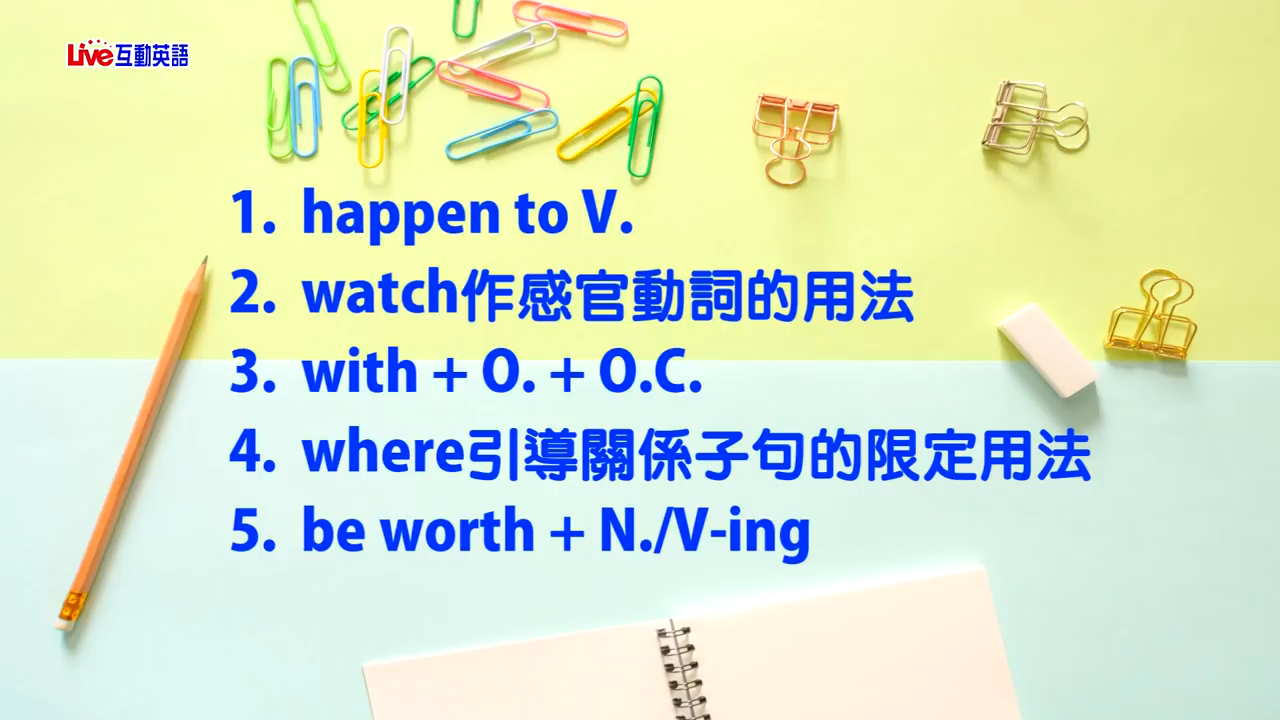 Live互動英語
1. happen to V.
2. watch作感官動詞的用法
3. with + O. + O.C.
4. where引導關係子句的限定用法
5. be worth + N./V-ing